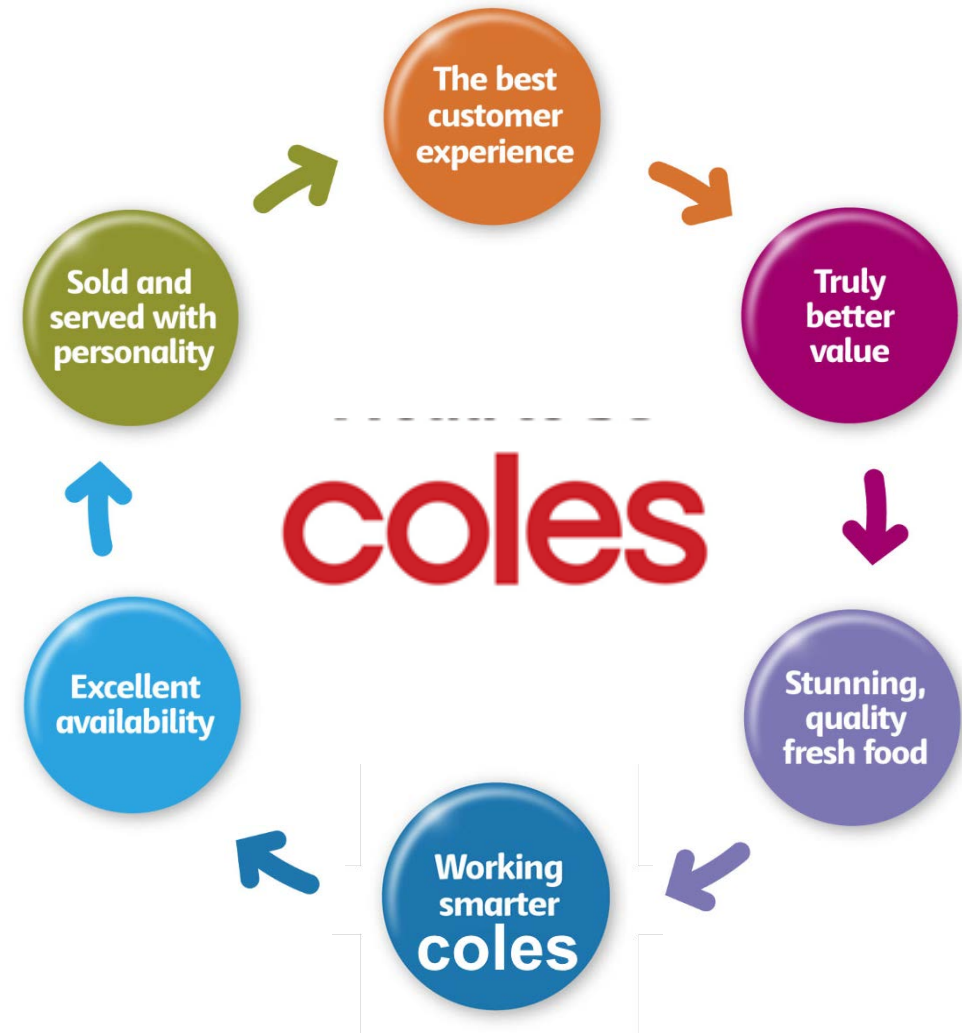 The best
customer
experience
Truly
better
value
Stunning,
quality
fresh food
Working
smarter
coles
Excellent
availability
Sold and
served with
personality
coles